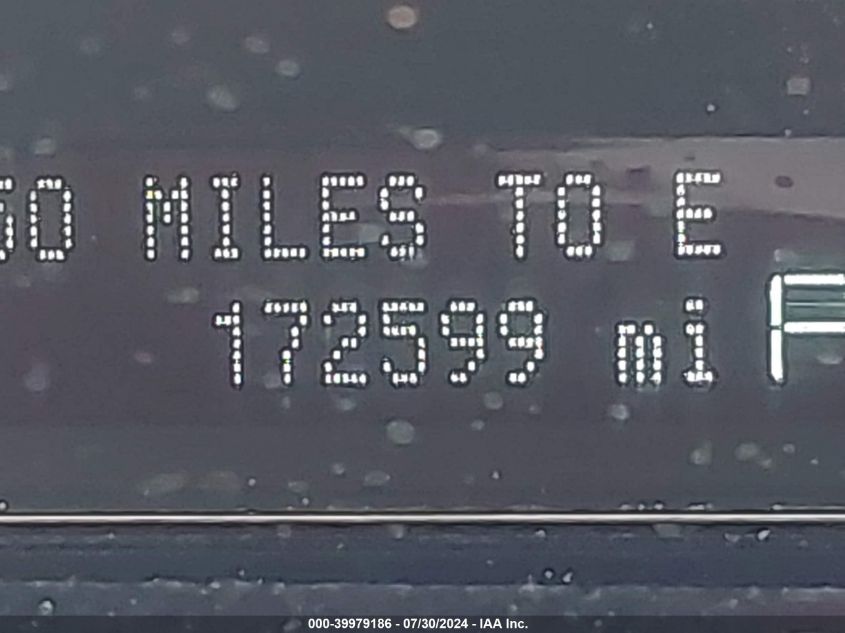 MILES TO E
172599 mi P
000-39979186 - 07/30/2024 - IAA Inc.